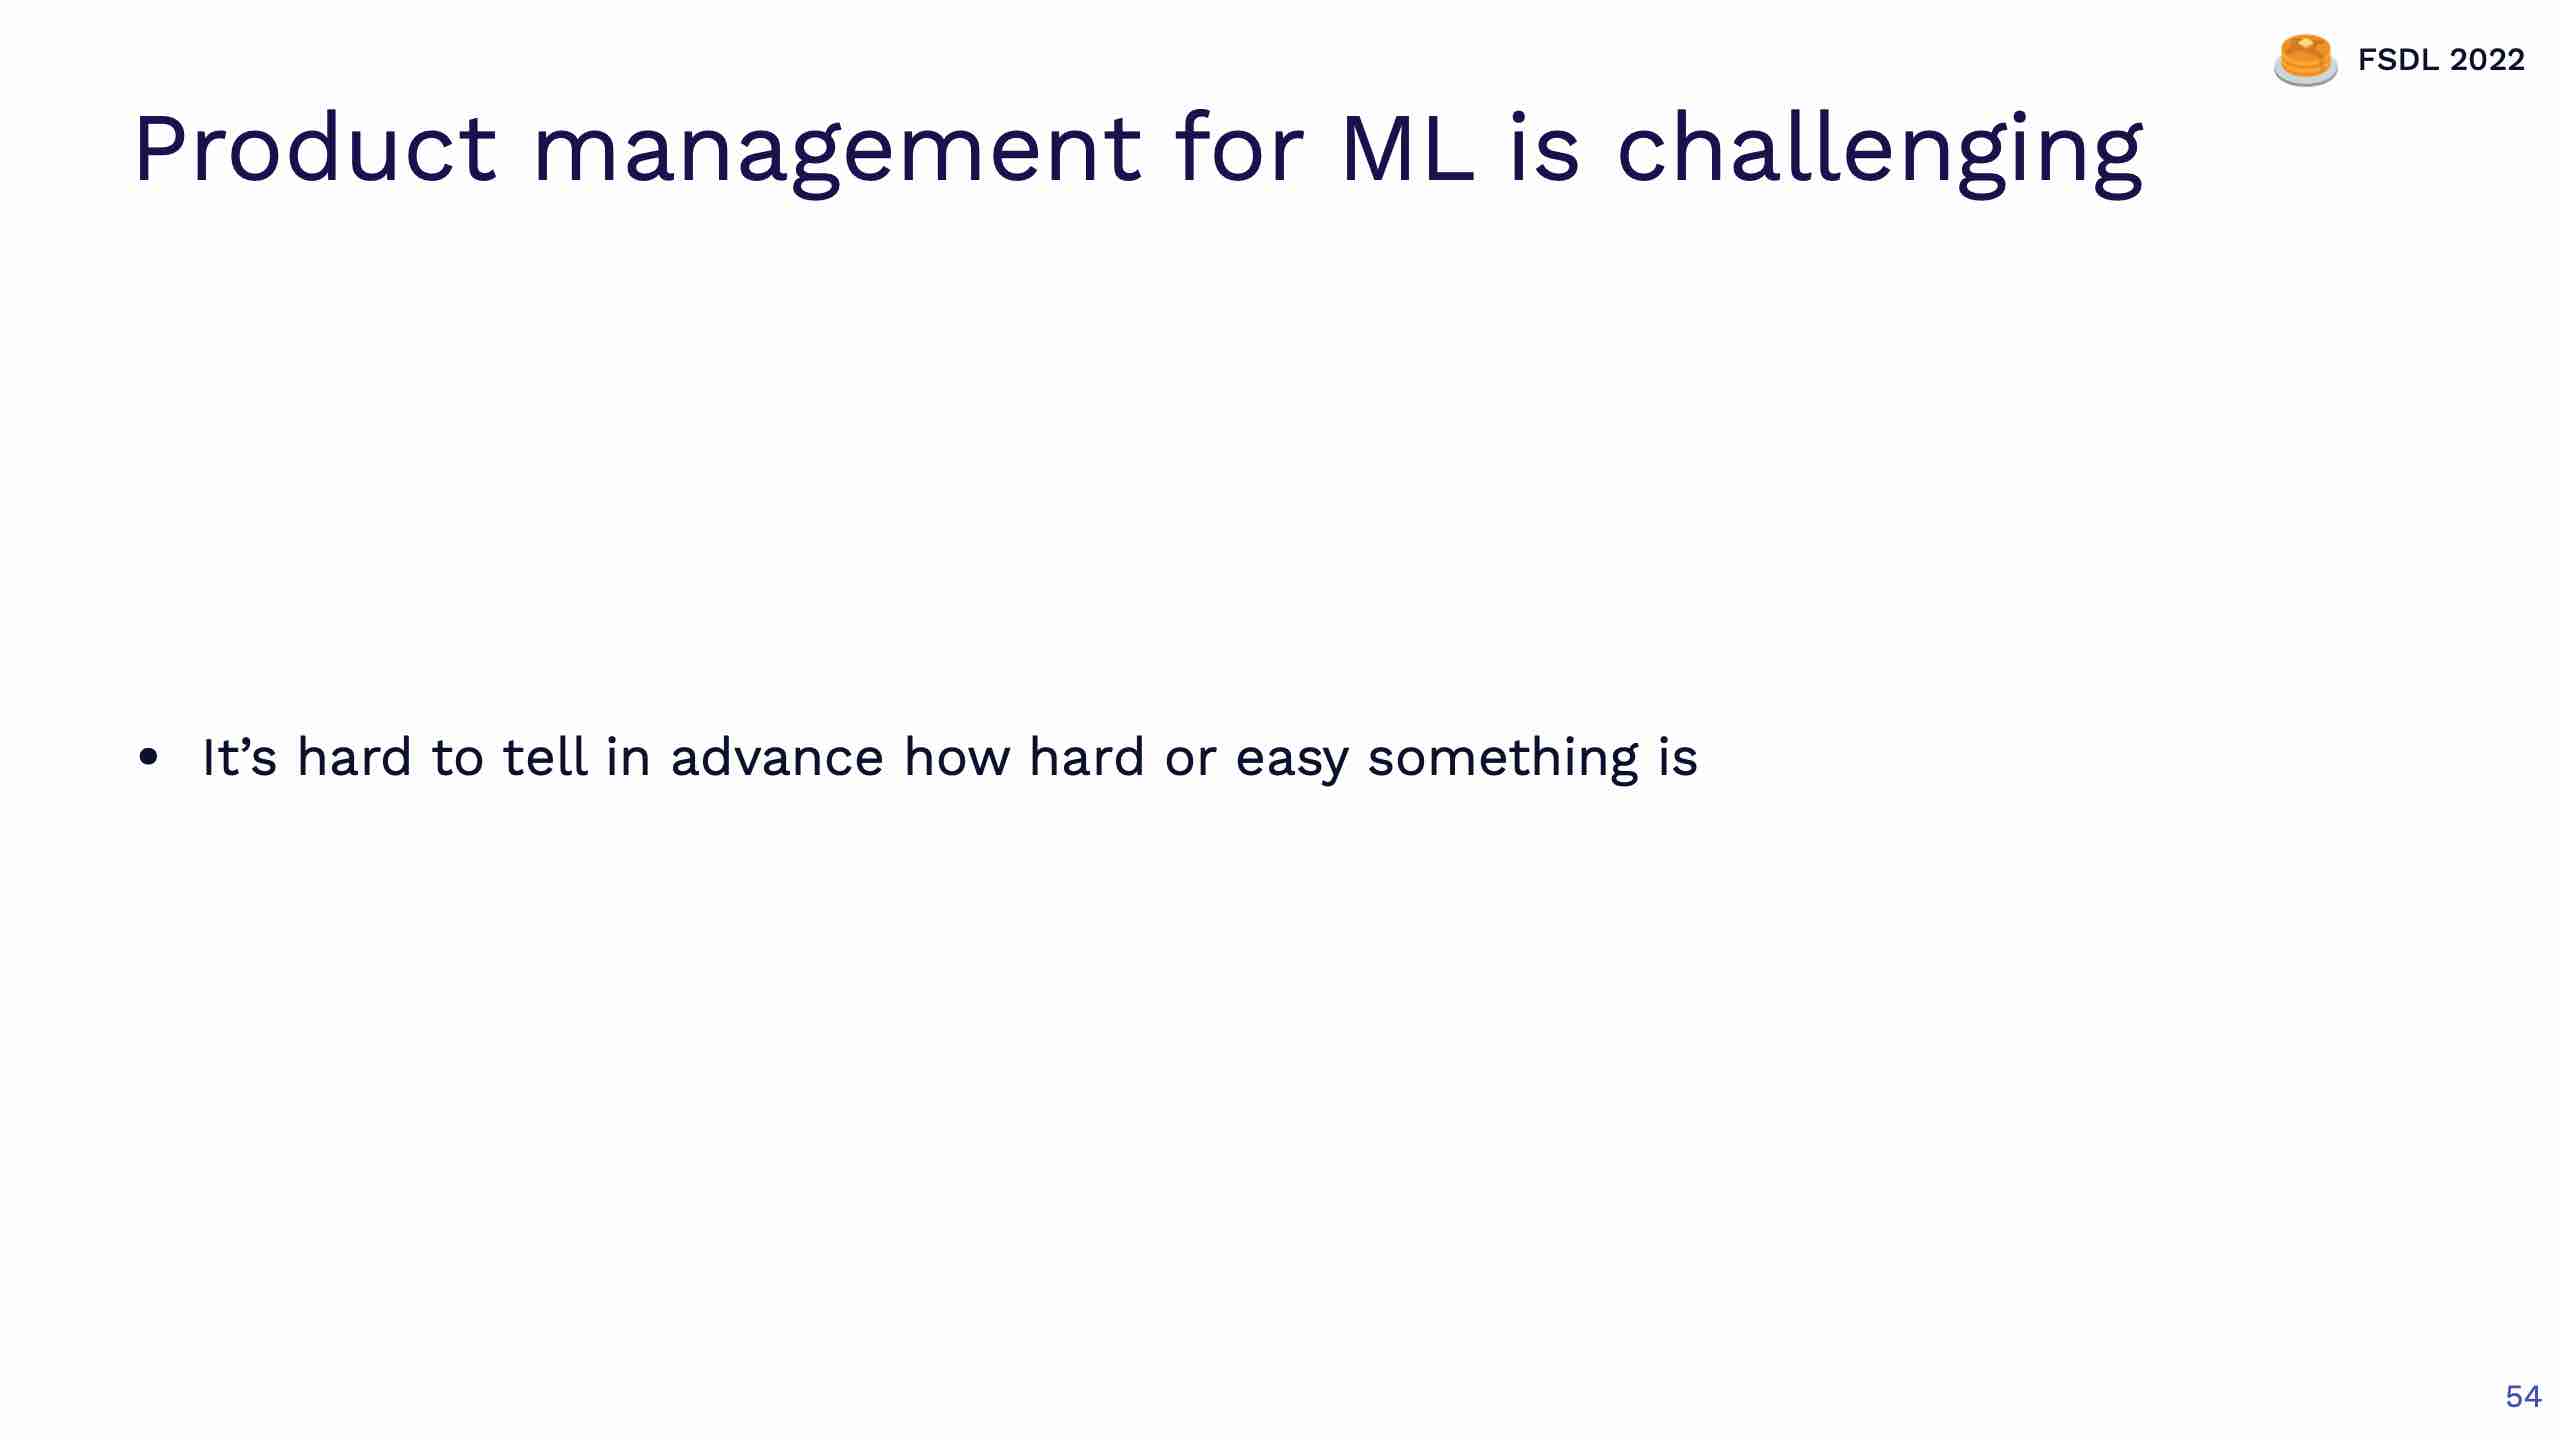 FSDL 2022
Product management for ML is challenging
• It’s hard to tell in advance how hard or easy something is
54